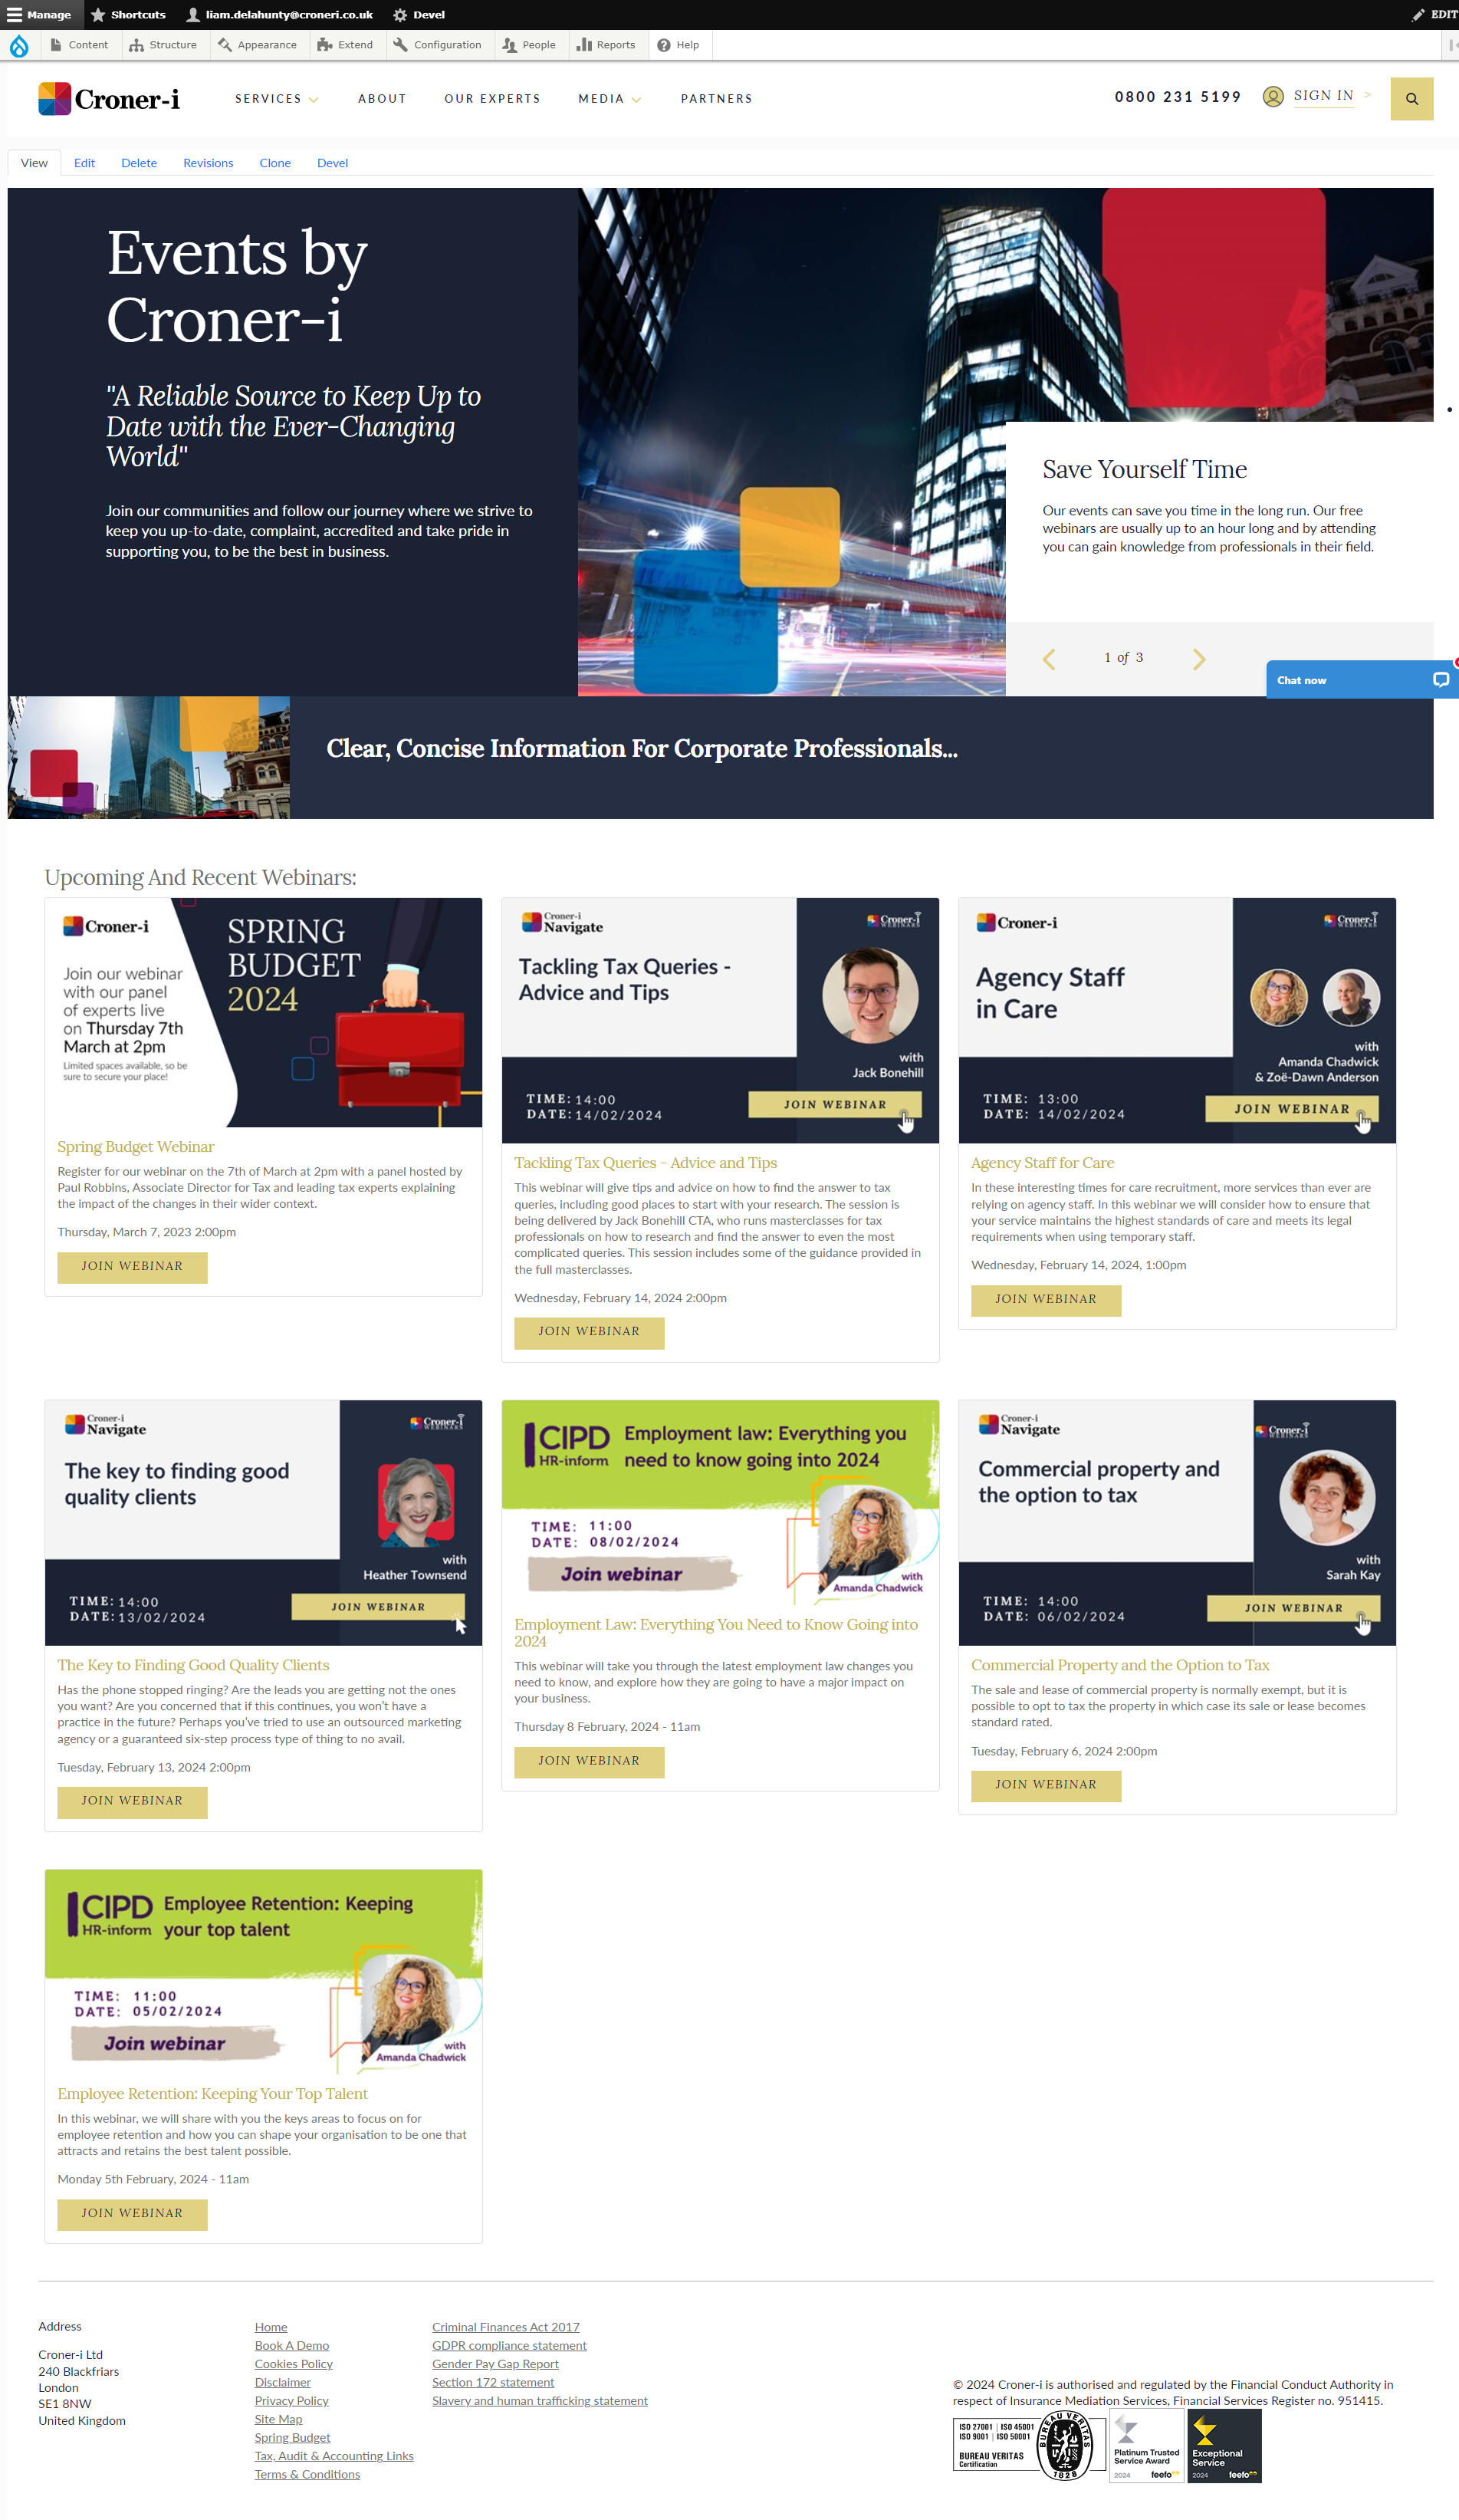 Manage Shortcuts liam.delahunty@croneri.co.uk Devel EDIT
Content Structure Appearance Extend Configuration People Reports Help
Croner-i SERVICES ABOUT OUR EXPERTS MEDIA PARTNERS 0800 231 5199 SIGN IN >
View Edit Delete Revisions Clone Devel
Events by
Croner-i
"A Reliable Source to Keep Up to
Date with the Ever-Changing
World"
Join our communities and follow our journey where we strive to
keep you up-to-date, complaint, accredited and take pride in
supporting you, to be the best in business.
Save Yourself Time
Our events can save you time in the long run. Our free
webinars are usually up to an hour long and by attending
you can gain knowledge from professionals in their field.
1 of 3
Chat now
Clear, Concise Information For Corporate Professionals...
Upcoming And Recent Webinars:
Croner-i
SPRING
BUDGET
2024
Join our webinar
with our panel
of experts live
on Thursday 7th
March at 2pm
Limited spaces available, so be
sure to secure your place!
Spring Budget Webinar
Register for our webinar on the 7th of March at 2pm with a panel hosted by
Paul Robbins, Associate Director for Tax and leading tax experts explaining
the impact of the changes in their wider context.
Thursday, March 7, 2023 2:00pm
JOIN WEBINAR
Croner-i
Navigate
Croner-i
WEBINARS
Tackling Tax Queries -
Advice and Tips
with
Jack Bonehill
TIME: 14:00
DATE: 14/02/2024
JOIN WEBINAR
Tackling Tax Queries - Advice and Tips
This webinar will give tips and advice on how to find the answer to tax
queries, including good places to start with your research. The session is
being delivered by Jack Bonehill CTA, who runs masterclasses for tax
professionals on how to research and find the answer to even the most
complicated queries. This session includes some of the guidance provided in
the full masterclasses.
Wednesday, February 14, 2024 2:00pm
JOIN WEBINAR
Croner-i
Croner-i
WEBINARS
Agency Staff
in Care
with
Amanda Chadwick
& Zoë-Dawn Anderson
TIME: 13:00
DATE: 14/02/2024
JOIN WEBINAR
Agency Staff for Care
In these interesting times for care recruitment, more services than ever are
relying on agency staff. In this webinar we will consider how to ensure that
your service maintains the highest standards of care and meets its legal
requirements when using temporary staff.
Wednesday, February 14, 2024, 1:00pm
JOIN WEBINAR
Croner-i
Navigate
Croner-i
WEBINARS
The key to finding good
quality clients
with
Heather Townsend
TIME: 14:00
DATE: 13/02/2024
JOIN WEBINAR
The Key to Finding Good Quality Clients
Has the phone stopped ringing? Are the leads you are getting not the ones
you want? Are you concerned that if this continues, you won't have a
practice in the future? Perhaps you've tried to use an outsourced marketing
agency or a guaranteed six-step process type of thing to no avail.
Tuesday, February 13, 2024 2:00pm
JOIN WEBINAR
CIPD
HR-inform
Employment law: Everything you
need to know going into 2024
TIME: 11:00
DATE: 08/02/2024
Join webinar
with
Amanda Chadwick
Employment Law: Everything You Need to Know Going into
2024
This webinar will take you through the latest employment law changes you
need to know, and explore how they are going to have a major impact on
your business.
Thursday 8 February, 2024 - 11am
JOIN WEBINAR
Croner-i
Navigate
Croner-i
WEBINARS
Commercial property and
the option to tax
with
Sarah Kay
TIME: 14:00
DATE: 06/02/2024
JOIN WEBINAR
Commercial Property and the Option to Tax
The sale and lease of commercial property is normally exempt, but it is
possible to opt to tax the property in which case its sale or lease becomes
standard rated.
Tuesday, February 6, 2024 2:00pm
JOIN WEBINAR
CIPD
HR-inform
Employee Retention: Keeping
your top talent
TIME: 11:00
DATE: 05/02/2024
Join webinar
with
Amanda Chadwick
Employee Retention: Keeping Your Top Talent
In this webinar, we will share with you the keys areas to focus on for
employee retention and how you can shape your organisation to be one that
attracts and retains the best talent possible.
Monday 5th February, 2024 - 11am
JOIN WEBINAR
Address
Croner-i Ltd
240 Blackfriars
London
SE1 8NW
United Kingdom
Home
Book A Demo
Cookies Policy
Disclaimer
Privacy Policy
Site Map
Spring Budget
Tax, Audit & Accounting Links
Terms & Conditions
Criminal Finances Act 2017
GDPR compliance statement
Gender Pay Gap Report
Section 172 statement
Slavery and human trafficking statement
© 2024 Croner-i is authorised and regulated by the Financial Conduct Authority in
respect of Insurance Mediation Services, Financial Services Register no. 951415.
ISO 27001 | ISO 45001
ISO 9001 | ISO 50001
BUREAU VERITAS
Certification
BUREAU VERITAS
1828
Platinum Trusted
Service Award
2024 feefo
Exceptional
Service
2024 feefo